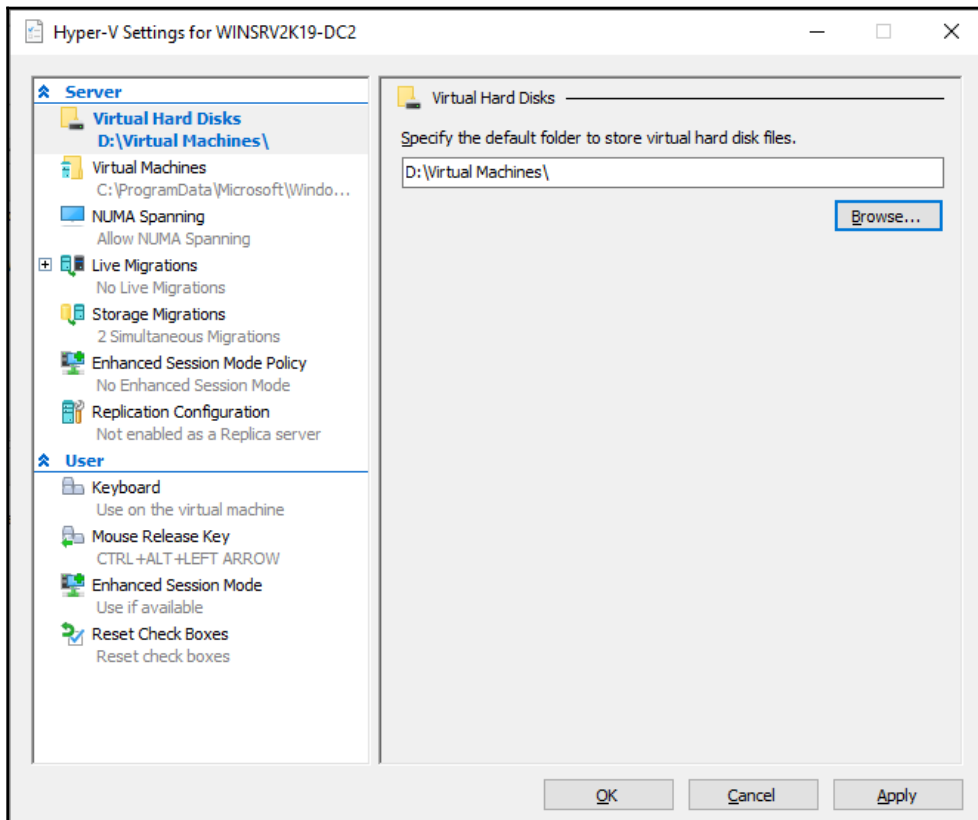 Hyper-V Settings for WINSRV2K19-DC2
Server
Virtual Hard Disks
D:\Virtual Machines\
Virtual Machines
C:\ProgramData\Microsoft\Windo...
NUMA Spanning
Allow NUMA Spanning
Live Migrations
No Live Migrations
Storage Migrations
2 Simultaneous Migrations
Enhanced Session Mode Policy
No Enhanced Session Mode
Replication Configuration
Not enabled as a Replica server
User
Keyboard
Use on the virtual machine
Mouse Release Key
CTRL+ALT+LEFT ARROW
Enhanced Session Mode
Use if available
Reset Check Boxes
Reset check boxes
Virtual Hard Disks
Specify the default folder to store virtual hard disk files.
D:\Virtual Machines\
Browse...
OK
Cancel
Apply